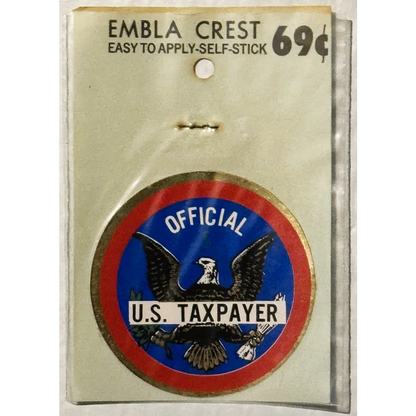 EMBLA CREST
EASY TO APPLY-SELF-STICK 69¢
OFFICIAL
U.S. TAXPAYER